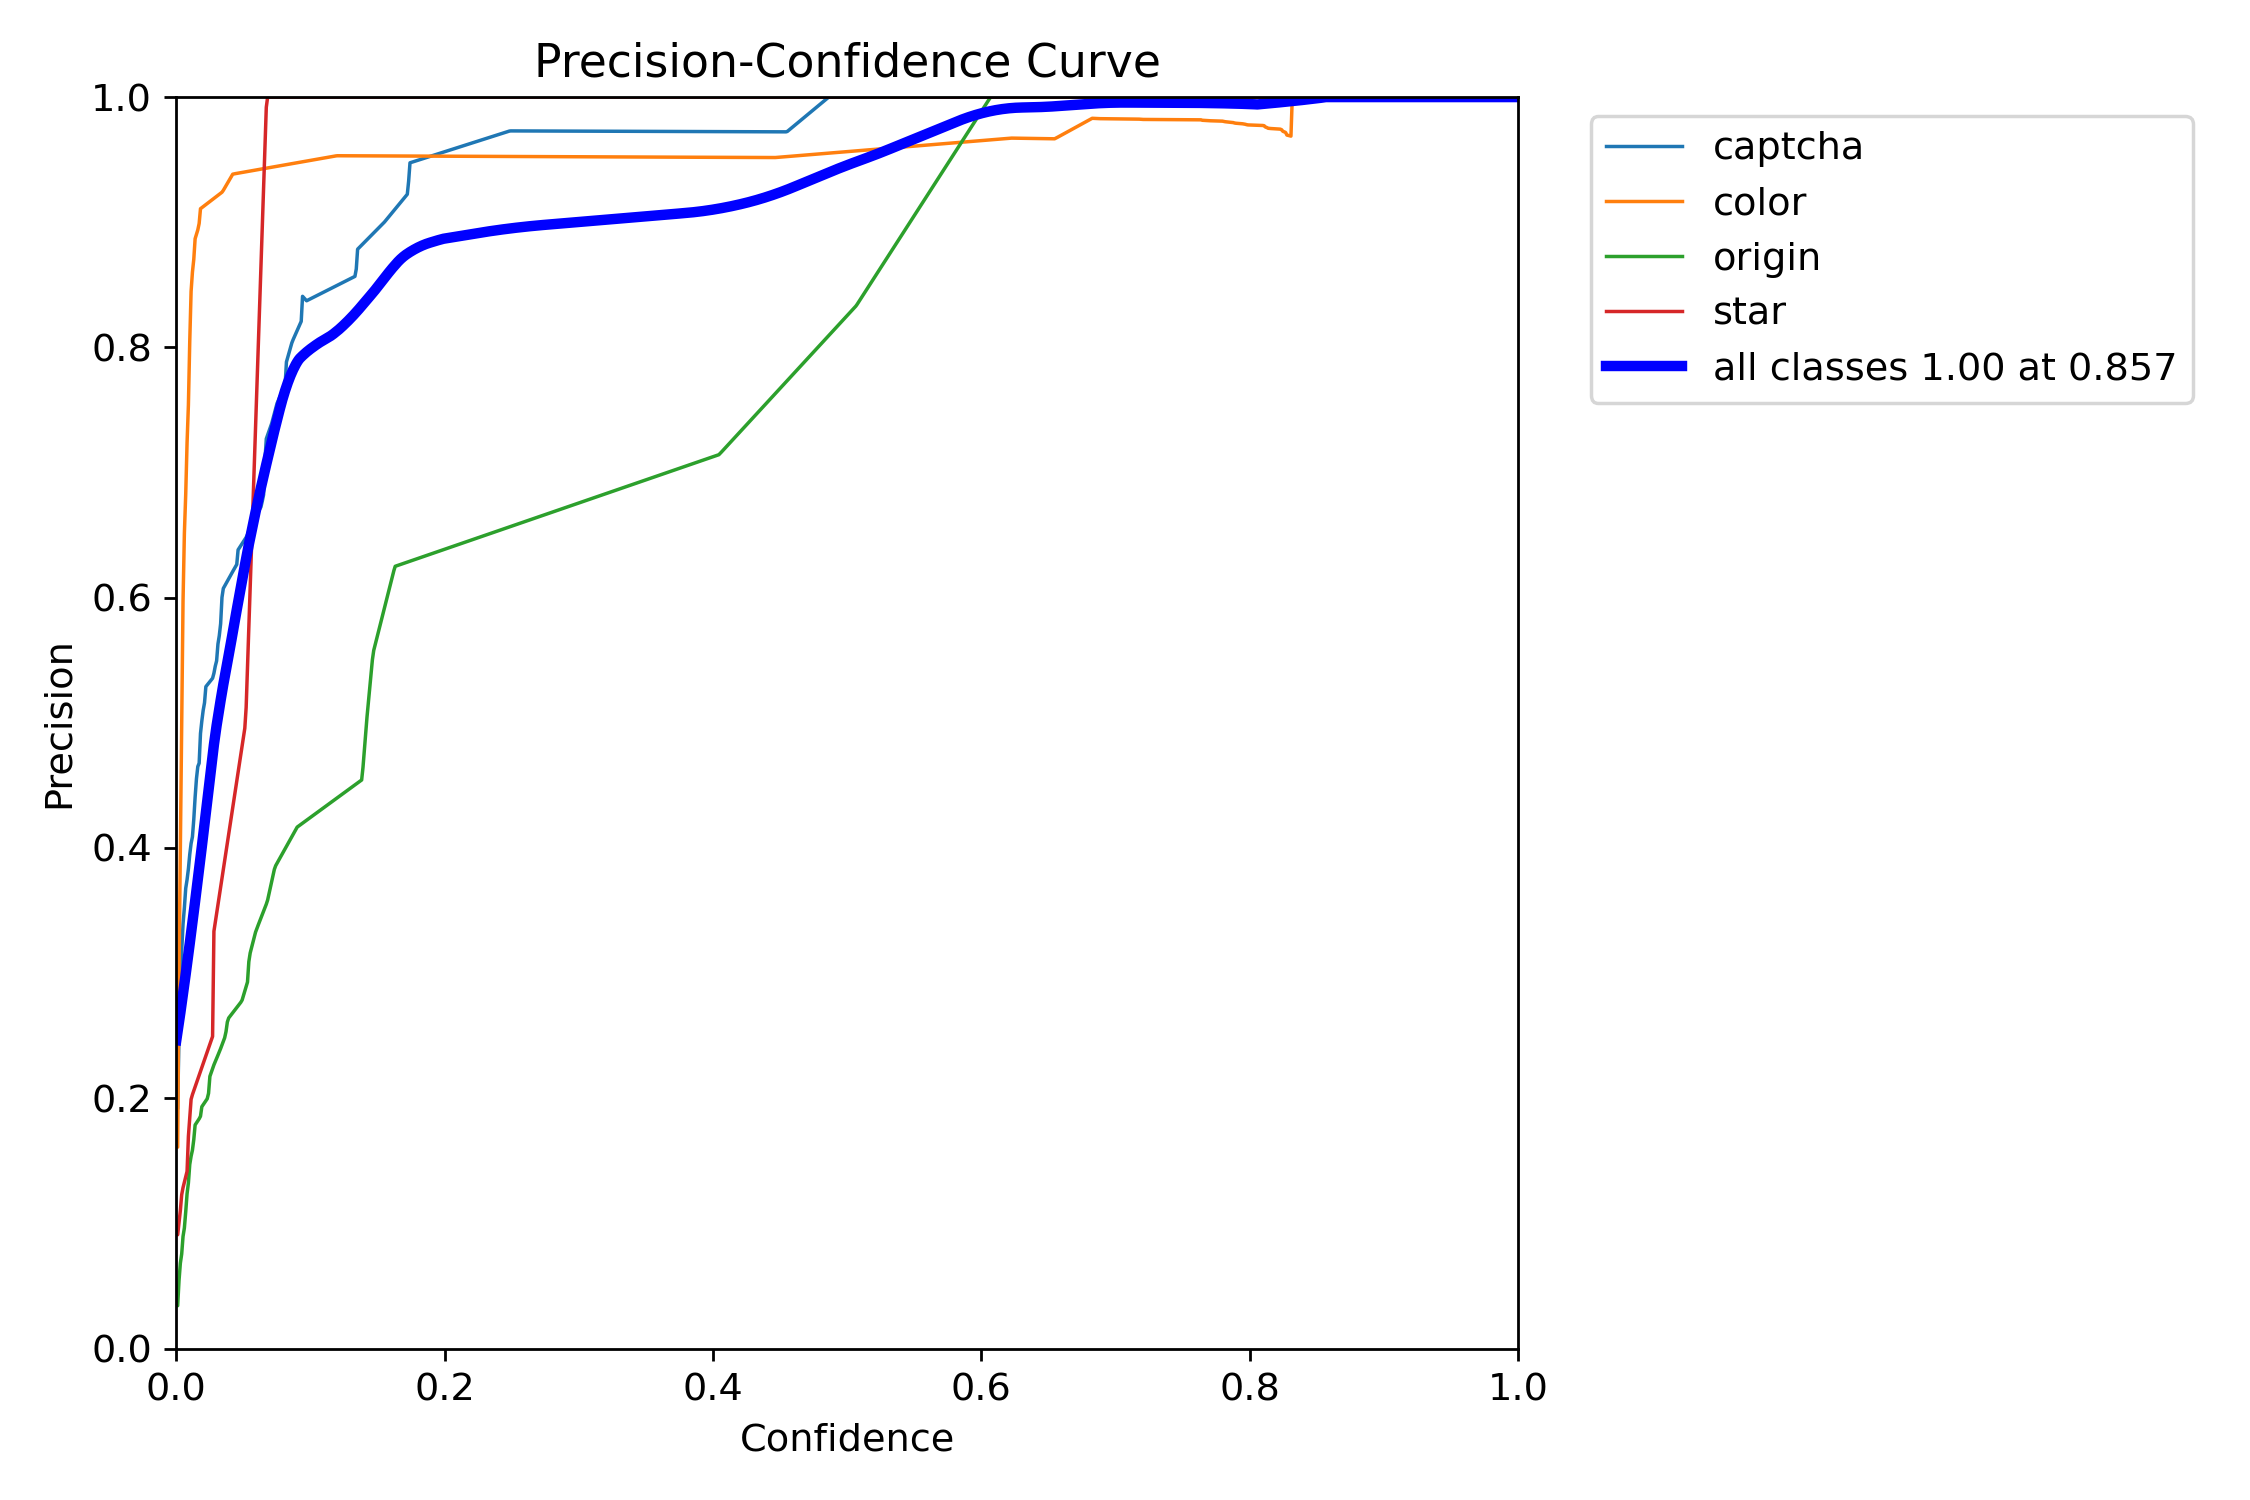 Precision-Confidence Curve
1.0
0.8
0.6
0.4
0.2
0.0
Precision
0.0 0.2 0.4 0.6 0.8 1.0
Confidence
captcha
color
origin
star
all classes 1.00 at 0.857